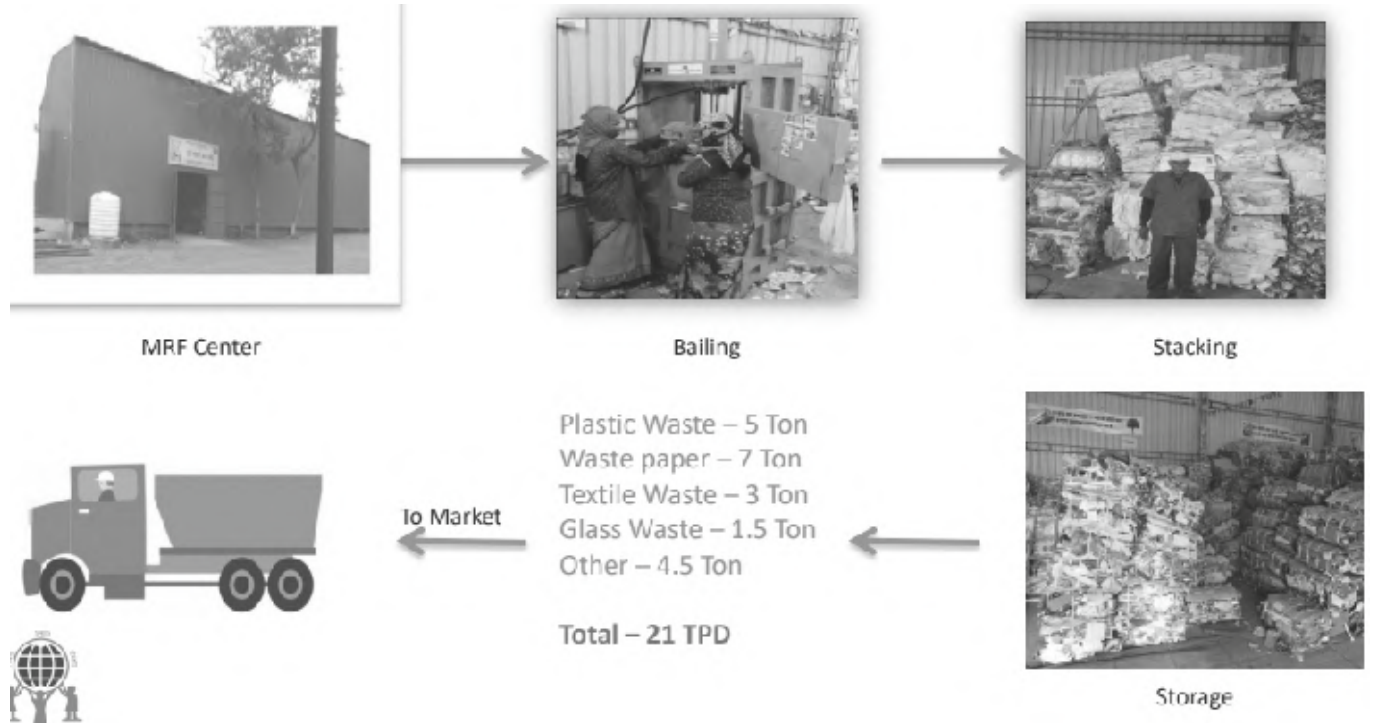 MRF Center
Bailing
Stacking
Plastic Waste – 5 Ton
Waste paper – 7 Ton
Textile Waste – 3 Ton
Glass Waste – 1.5 Ton
Other – 4.5 Ton
Total – 21 TPD
To Market
Storage